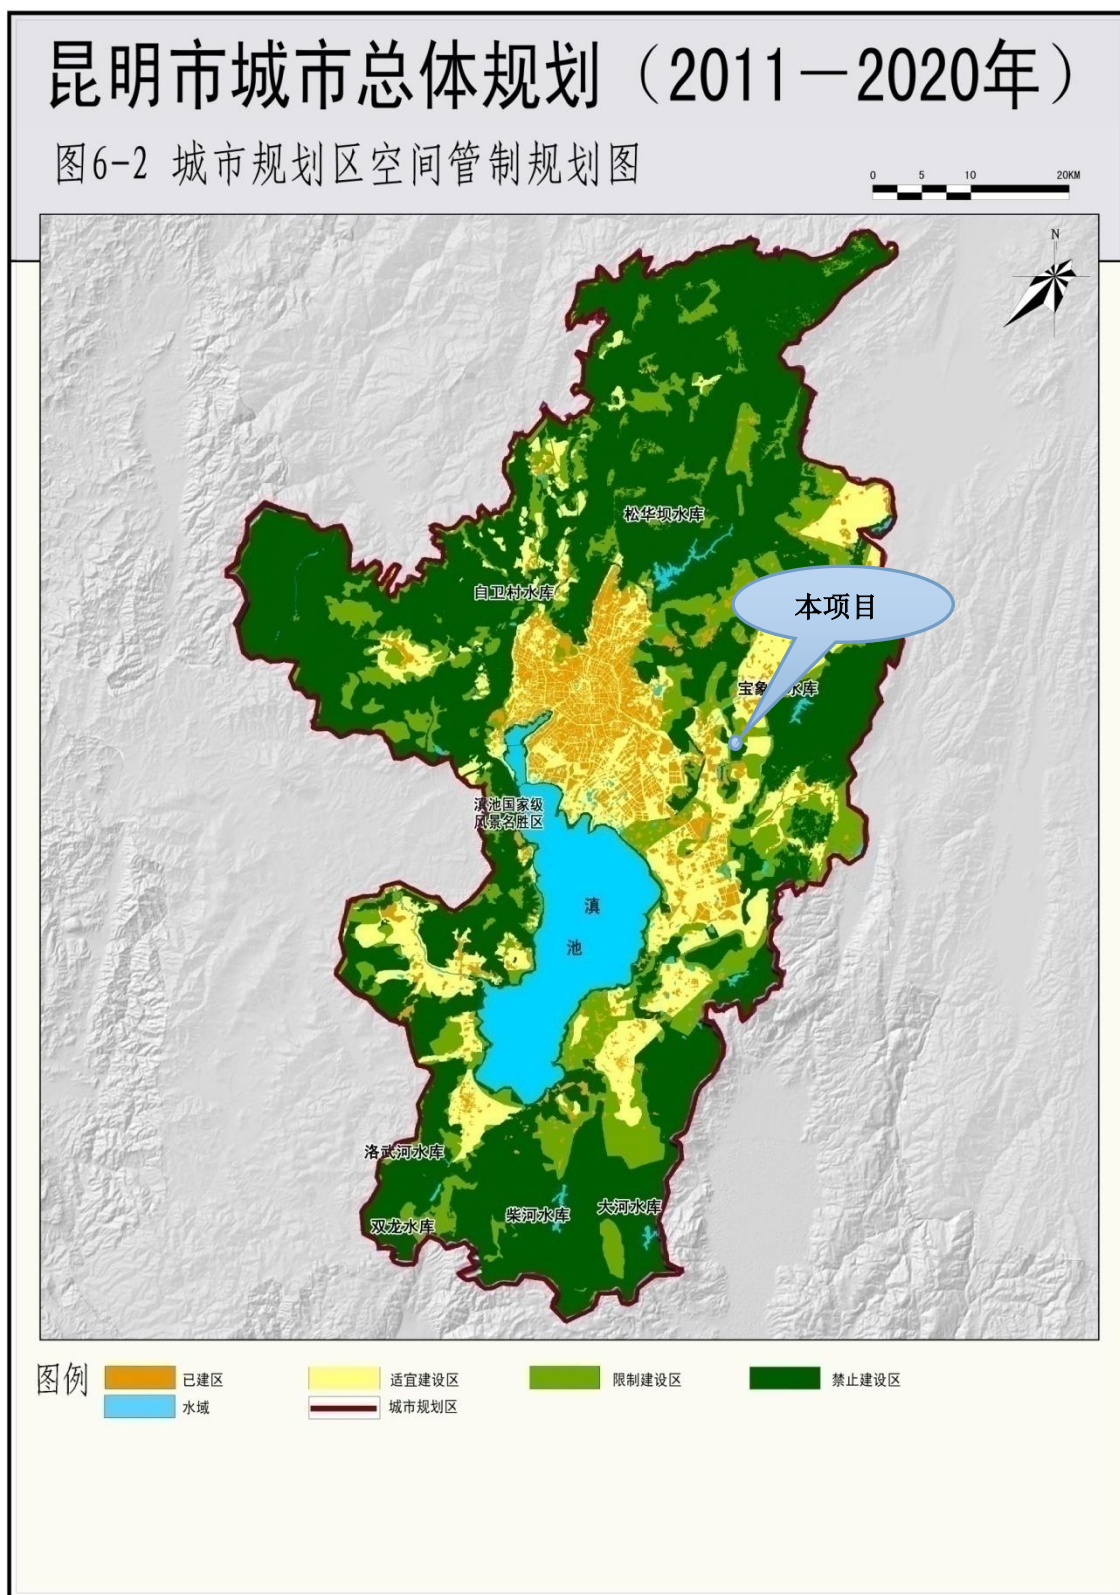 昆明市城市总体规划（2011—2020年）
图6-2 城市规划区空间管制规划图
0 5 10 20KM
N
松华坝水库
自卫村水库
本项目
宝象 水库
滇池国家级
风景名胜区
滇
池
洛武河水库
双龙水库
柴河水库
大河水库
图例
已建区
适宜建设区
限制建设区
禁止建设区
水域
城市规划区